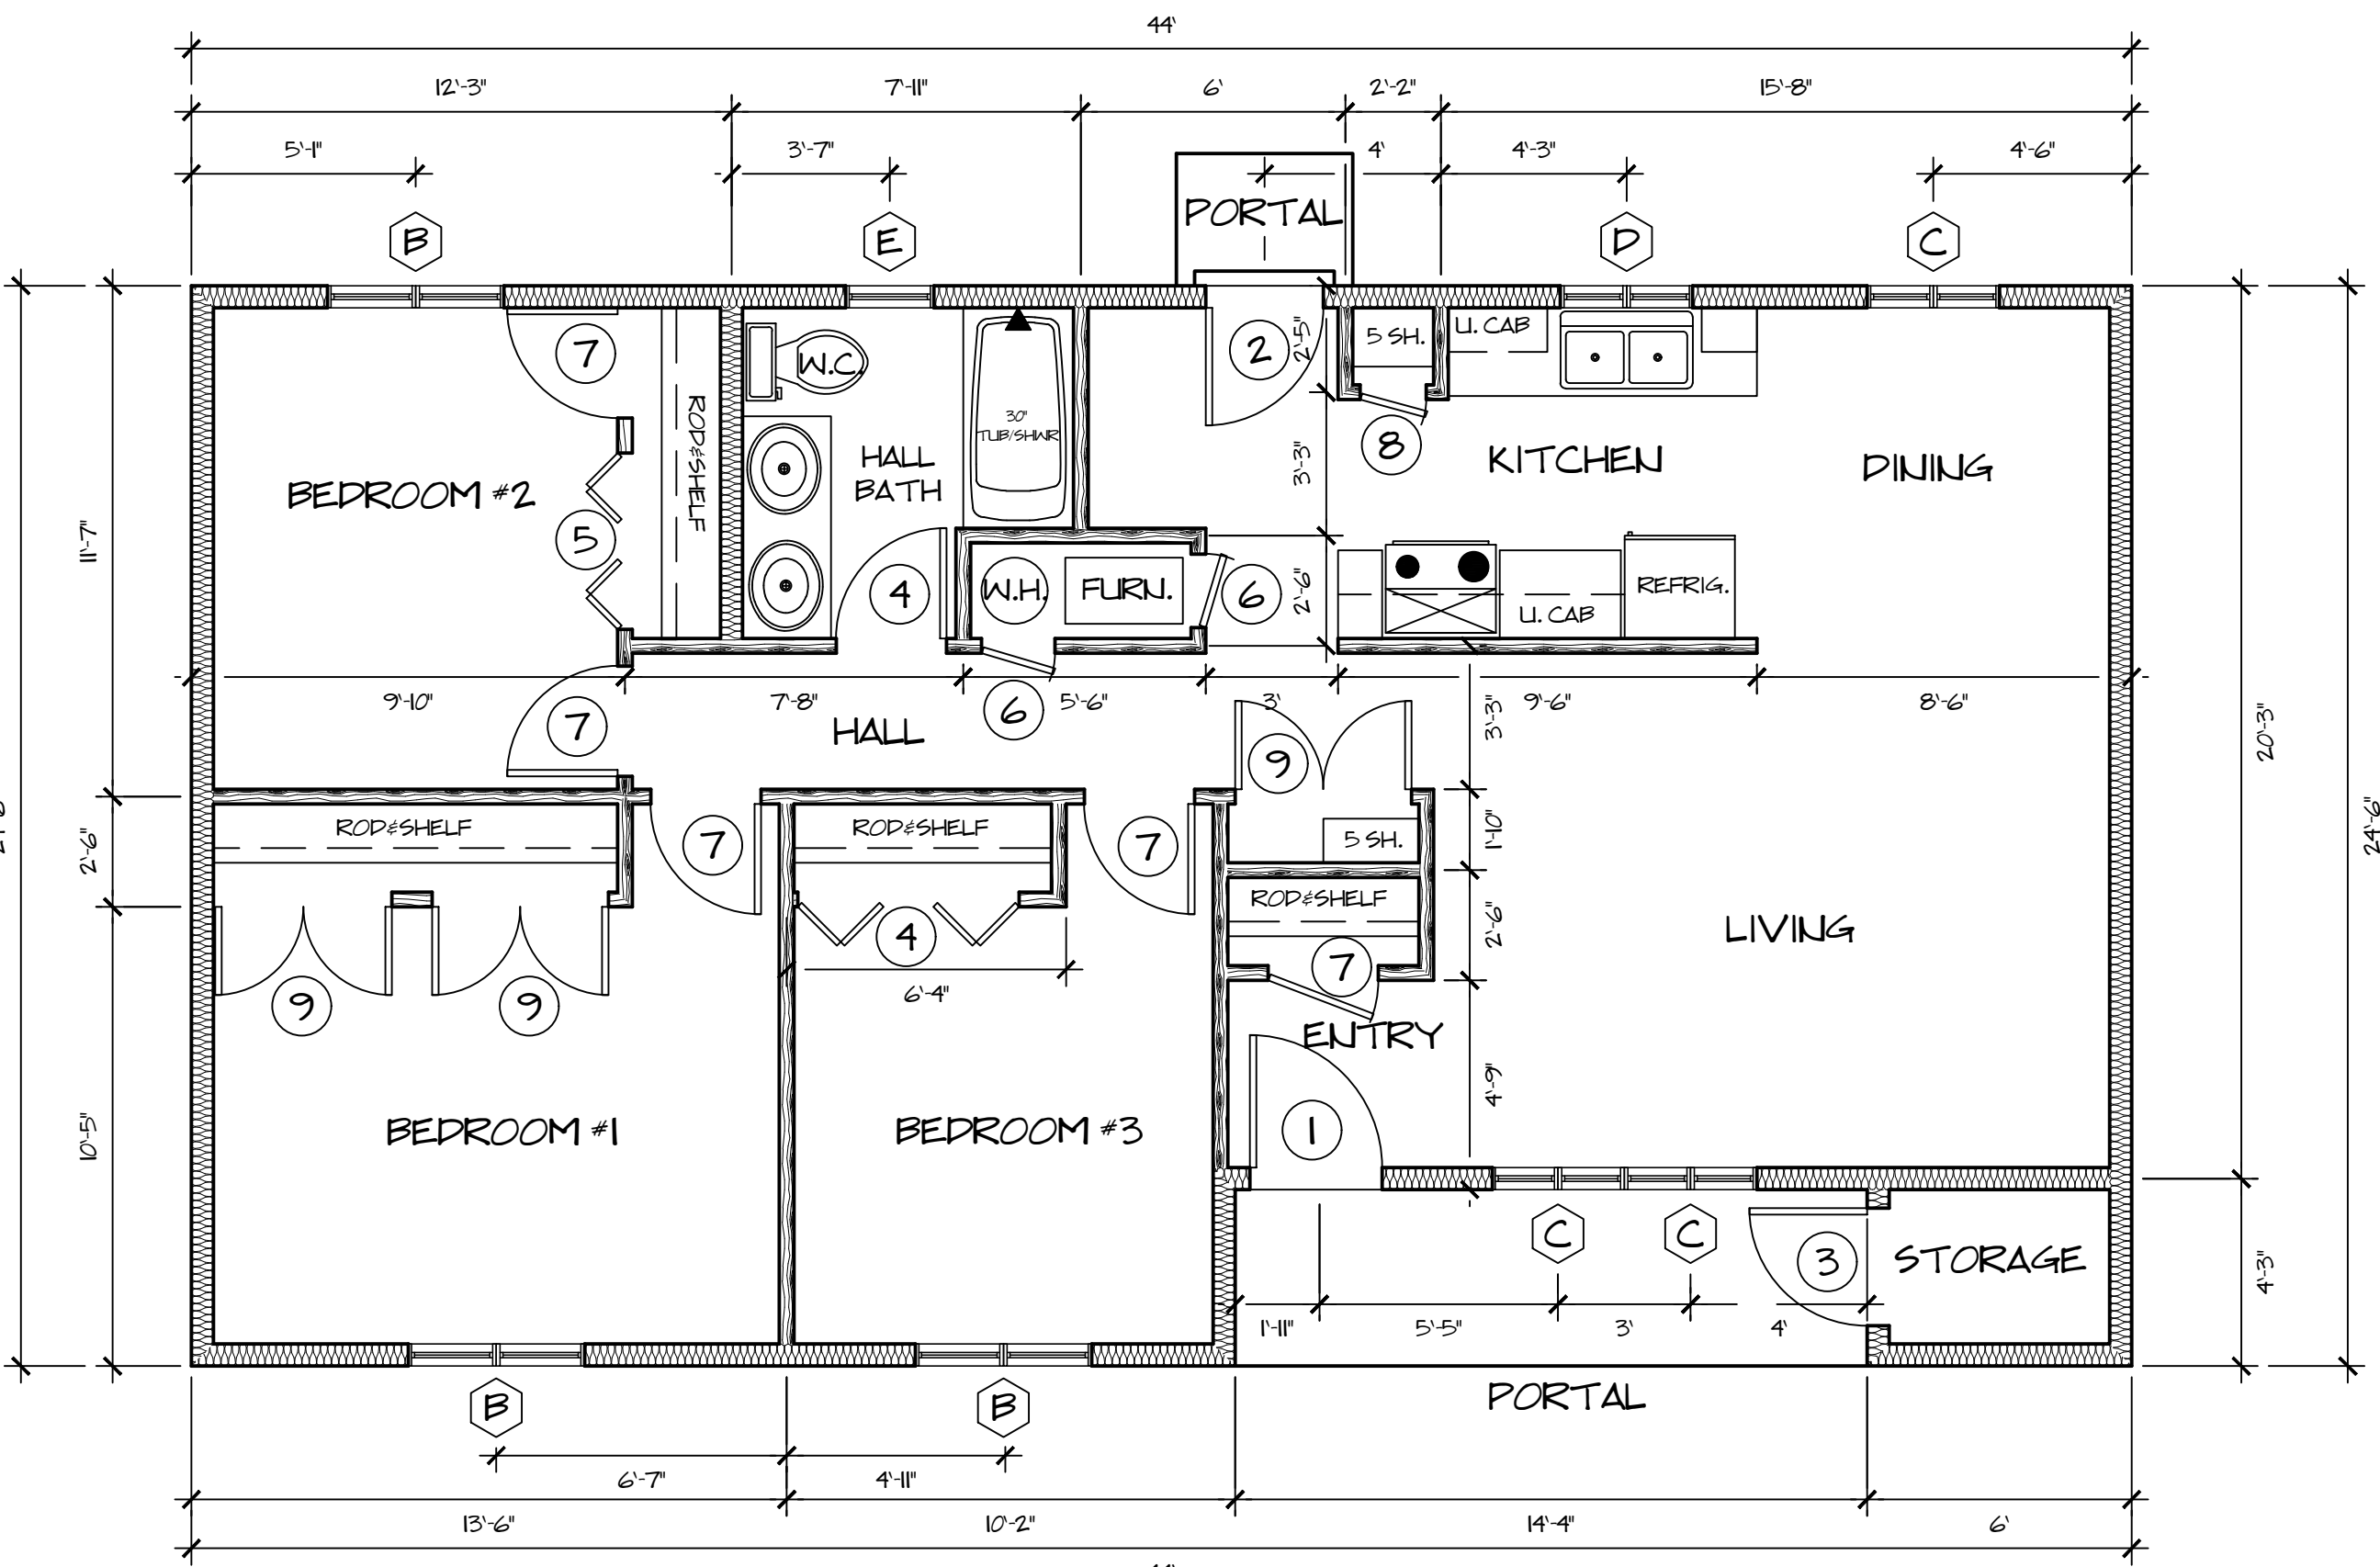 44'
12'-3" 7'-11" 6' 2'-2" 15'-8"
5'-1" 3'-7" 4' 4'-3" 4'-6"
PORTAL
B E D C
7 W.C. 2 2'-5" 5 SH. U. CAB
ROD&SHELF
30"
TUB/SHWR
8
HALL
BATH
KITCHEN
DINING
BEDROOM #2
3'-3"
11'-7"
5
4 W.H. FURN. 6 2'-6" U. CAB REFRIG.
9'-10" 7'-8" 6 5'-6" 3' 9'-6" 8'-6"
7 HALL 3'-3" 20'-3"
9
ROD&SHELF ROD&SHELF 5 SH. 1'-10"
2'-6" 7 7 24'-6"
ROD&SHELF 2'-6"
4 7 LIVING
9 9 6'-4"
ENTRY
4'-9"
10'-5"
BEDROOM #1 BEDROOM #3 1
C C 3 STORAGE 4'-3"
1'-11" 5'-5" 3' 4'
B B PORTAL
6'-7" 4'-11"
13'-6" 10'-2" 14'-4" 6'